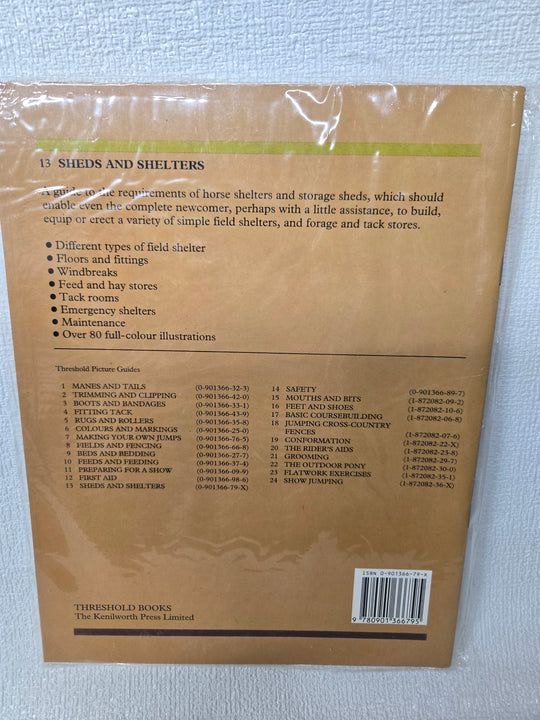 13 SHEDS AND SHELTERS
A guide to the requirements of horse shelters and storage sheds, which should
enable even the complete newcomer, perhaps with a little assistance, to build,
equip or erect a variety of simple field shelters, and forage and tack stores.
• Different types of field shelter
• Floors and fittings
• Windbreaks
• Feed and hay stores
• Tack rooms
• Emergency shelters
• Maintenance
• Over 80 full-colour illustrations
Threshold Picture Guides
1 MANES AND TAILS (0-901366-32-3)
2 TRIMMING AND CLIPPING (0-901366-42-0)
3 BOOTS AND BANDAGES (0-901366-33-1)
4 FITTING TACK (0-901366-43-9)
5 RUGS AND ROLLERS (0-901366-35-8)
6 COLOURS AND MARKINGS (0-901366-25-0)
7 MAKING YOUR OWN JUMPS (0-901366-76-5)
8 FIELDS AND FENCING (0-901366-66-8)
9 BEDS AND BEDDING (0-901366-27-7)
10 FEEDS AND FEEDING (0-901366-37-4)
11 PREPARING FOR A SHOW (0-901366-09-9)
12 FIRST AID (0-901366-98-6)
13 SHEDS AND SHELTERS (0-901366-79-X)
14 SAFETY (0-901366-89-7)
15 MOUTHS AND BITS (1-872082-09-2)
16 FEET AND SHOES (1-872082-10-6)
17 BASIC COURSEBUILDING (1-872082-06-8)
18 JUMPING CROSS-COUNTRY
FENCES (1-872082-07-6)
19 CONFORMATION (1-872082-22-X)
20 THE RIDER'S AIDS (1-872082-23-8)
21 GROOMING (1-872082-29-7)
22 THE OUTDOOR PONY (1-872082-30-0)
23 FLATWORK EXERCISES (1-872082-35-1)
24 SHOW JUMPING (1-872082-36-X)
ISBN 0-901366-79-X
9 780901 366795
THRESHOLD BOOKS
The Kenilworth Press Limited